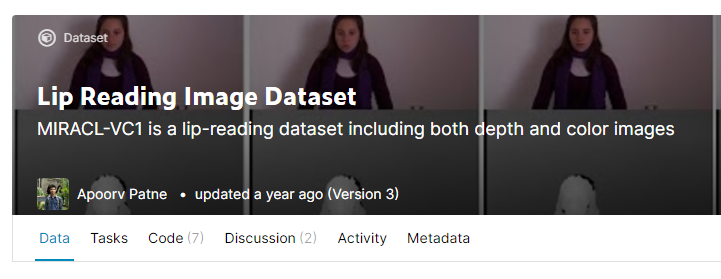 Dataset
Lip Reading Image Dataset
MIRACL-VC1 is a lip-reading dataset including both depth and color images
Apoorv Patne • updated a year ago (Version 3)
Data Tasks Code (7) Discussion (2) Activity Metadata